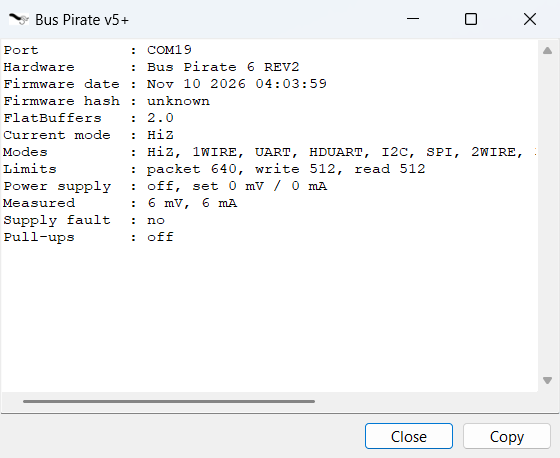 Bus Pirate v5+
Port : COM19
Hardware : Bus Pirate 6 REV2
Firmware date : Nov 10 2026 04:03:59
Firmware hash : unknown
FlatBuffers : 2.0
Current mode : HiZ
Modes : HiZ, 1WIRE, UART, HDUART, I2C, SPI, 2WIRE,
Limits : packet 640, write 512, read 512
Power supply : off, set 0 mV / 0 mA
Measured : 6 mV, 6 mA
Supply fault : no
Pull-ups : off
Close Copy